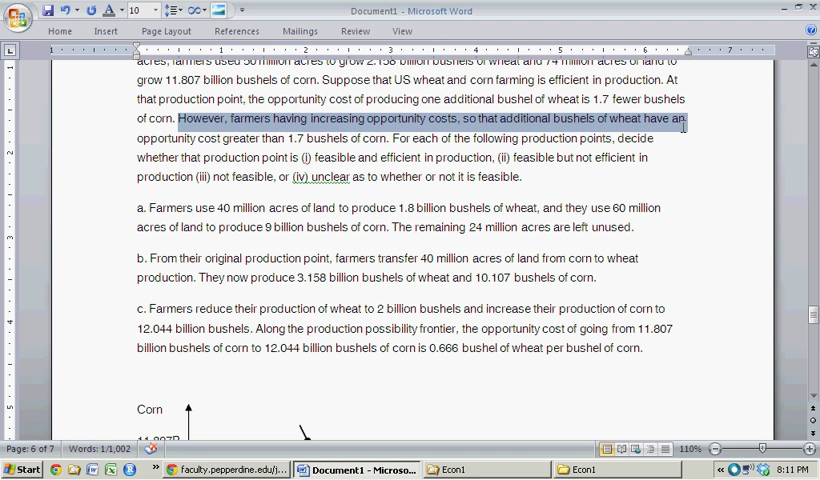 Document1 - Microsoft Word
10
Home Insert Page Layout References Mailings Review View
1 1 2 3 4 5 6 7
acres, farmers used 50 million acres to grow 2.158 billion bushels of wheat and 74 million acres of land to
grow 11.807 billion bushels of corn. Suppose that US wheat and corn farming is efficient in production. At
that production point, the opportunity cost of producing one additional bushel of wheat is 1.7 fewer bushels
of corn. However, farmers having increasing opportunity costs, so that additional bushels of wheat have an
opportunity cost greater than 1.7 bushels of corn. For each of the following production points, decide
whether that production point is (i) feasible and efficient in production, (ii) feasible but not efficient in
production (iii) not feasible, or (iv) unclear as to whether or not it is feasible.
a. Farmers use 40 million acres of land to produce 1.8 billion bushels of wheat, and they use 60 million
acres of land to produce 9 billion bushels of corn. The remaining 24 million acres are left unused.
b. From their original production point, farmers transfer 40 million acres of land from corn to wheat
production. They now produce 3.158 billion bushels of wheat and 10.107 bushels of corn.
c. Farmers reduce their production of wheat to 2 billion bushels and increase their production of corn to
12.044 billion bushels. Along the production possibility frontier, the opportunity cost of going from 11.807
billion bushels of corn to 12.044 billion bushels of corn is 0.666 bushel of wheat per bushel of corn.
Corn
11.807B
Page: 6 of 7 Words: 1/1,002 110%
Start faculty.pepperdine.edu/j... Document1 - Microsof... Econ1 Econ1 8:11 PM